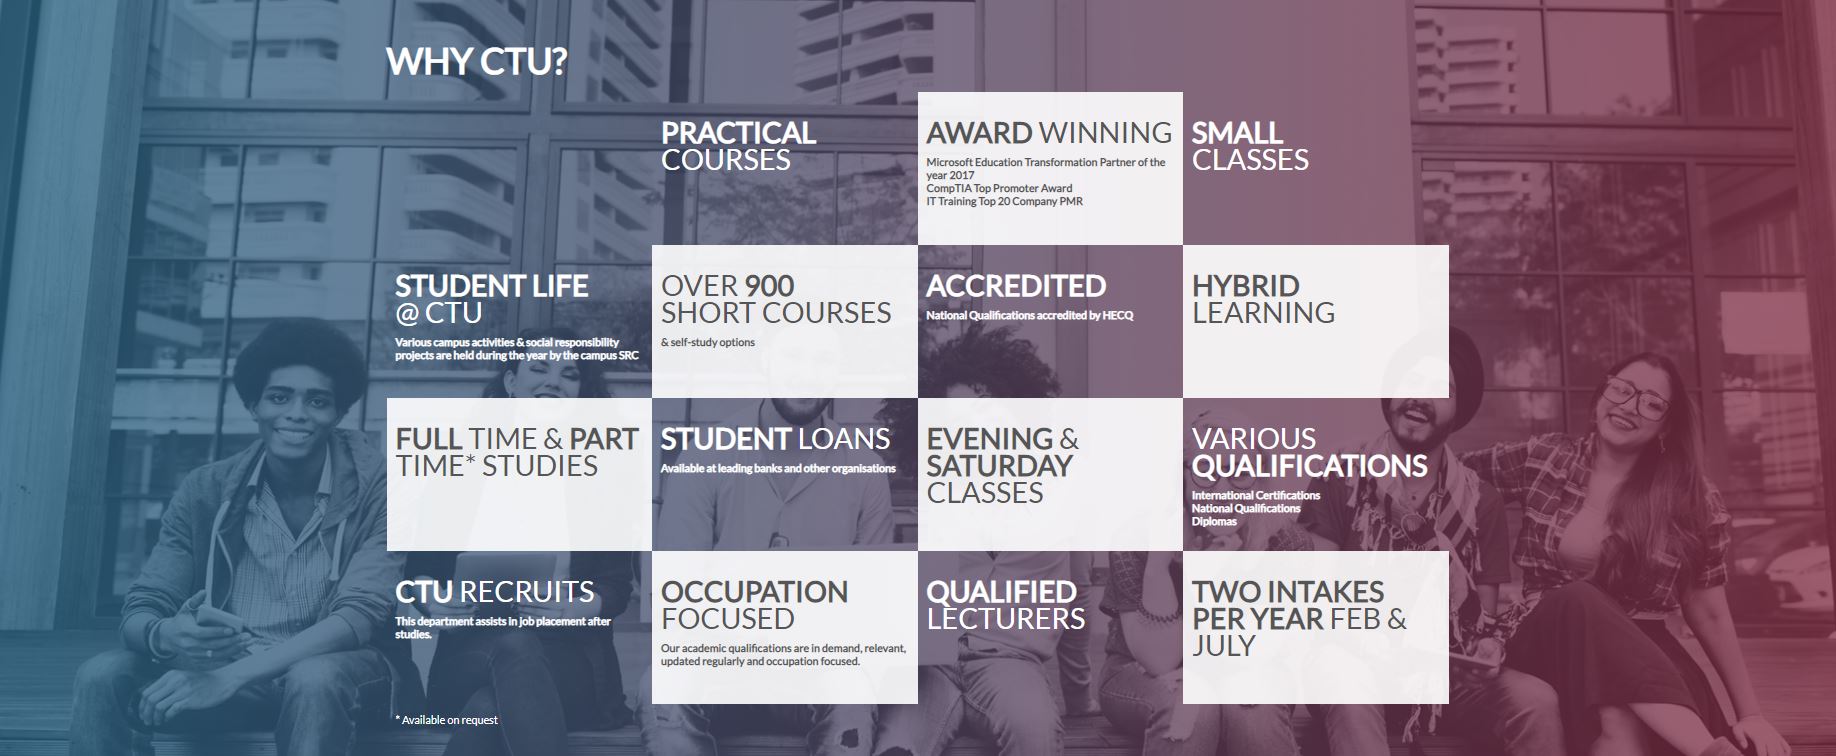 WHY CTU?
PRACTICAL
COURSES
AWARD WINNING
Microsoft Education Transformation Partner of the
year 2017
CompTIA Top Promoter Award
IT Training Top 20 Company PMR
SMALL
CLASSES
STUDENT LIFE
@ CTU
Various campus activities & social responsibility
projects are held during the year by the campus SRC
OVER 900
SHORT COURSES
& self-study options
ACCREDITED
National Qualifications accredited by HECQ
HYBRID
LEARNING
FULL TIME & PART
TIME* STUDIES
STUDENT LOANS
Available at leading banks and other organisations
EVENING &
SATURDAY
CLASSES
VARIOUS
QUALIFICATIONS
International Certifications
National Qualifications
Diplomas
CTU RECRUITS
This department assists in job placement after
studies.
OCCUPATION
FOCUSED
Our academic qualifications are in demand, relevant,
updated regularly and occupation focused.
QUALIFIED
LECTURERS
TWO INTAKES
PER YEAR FEB &
JULY
* Available on request